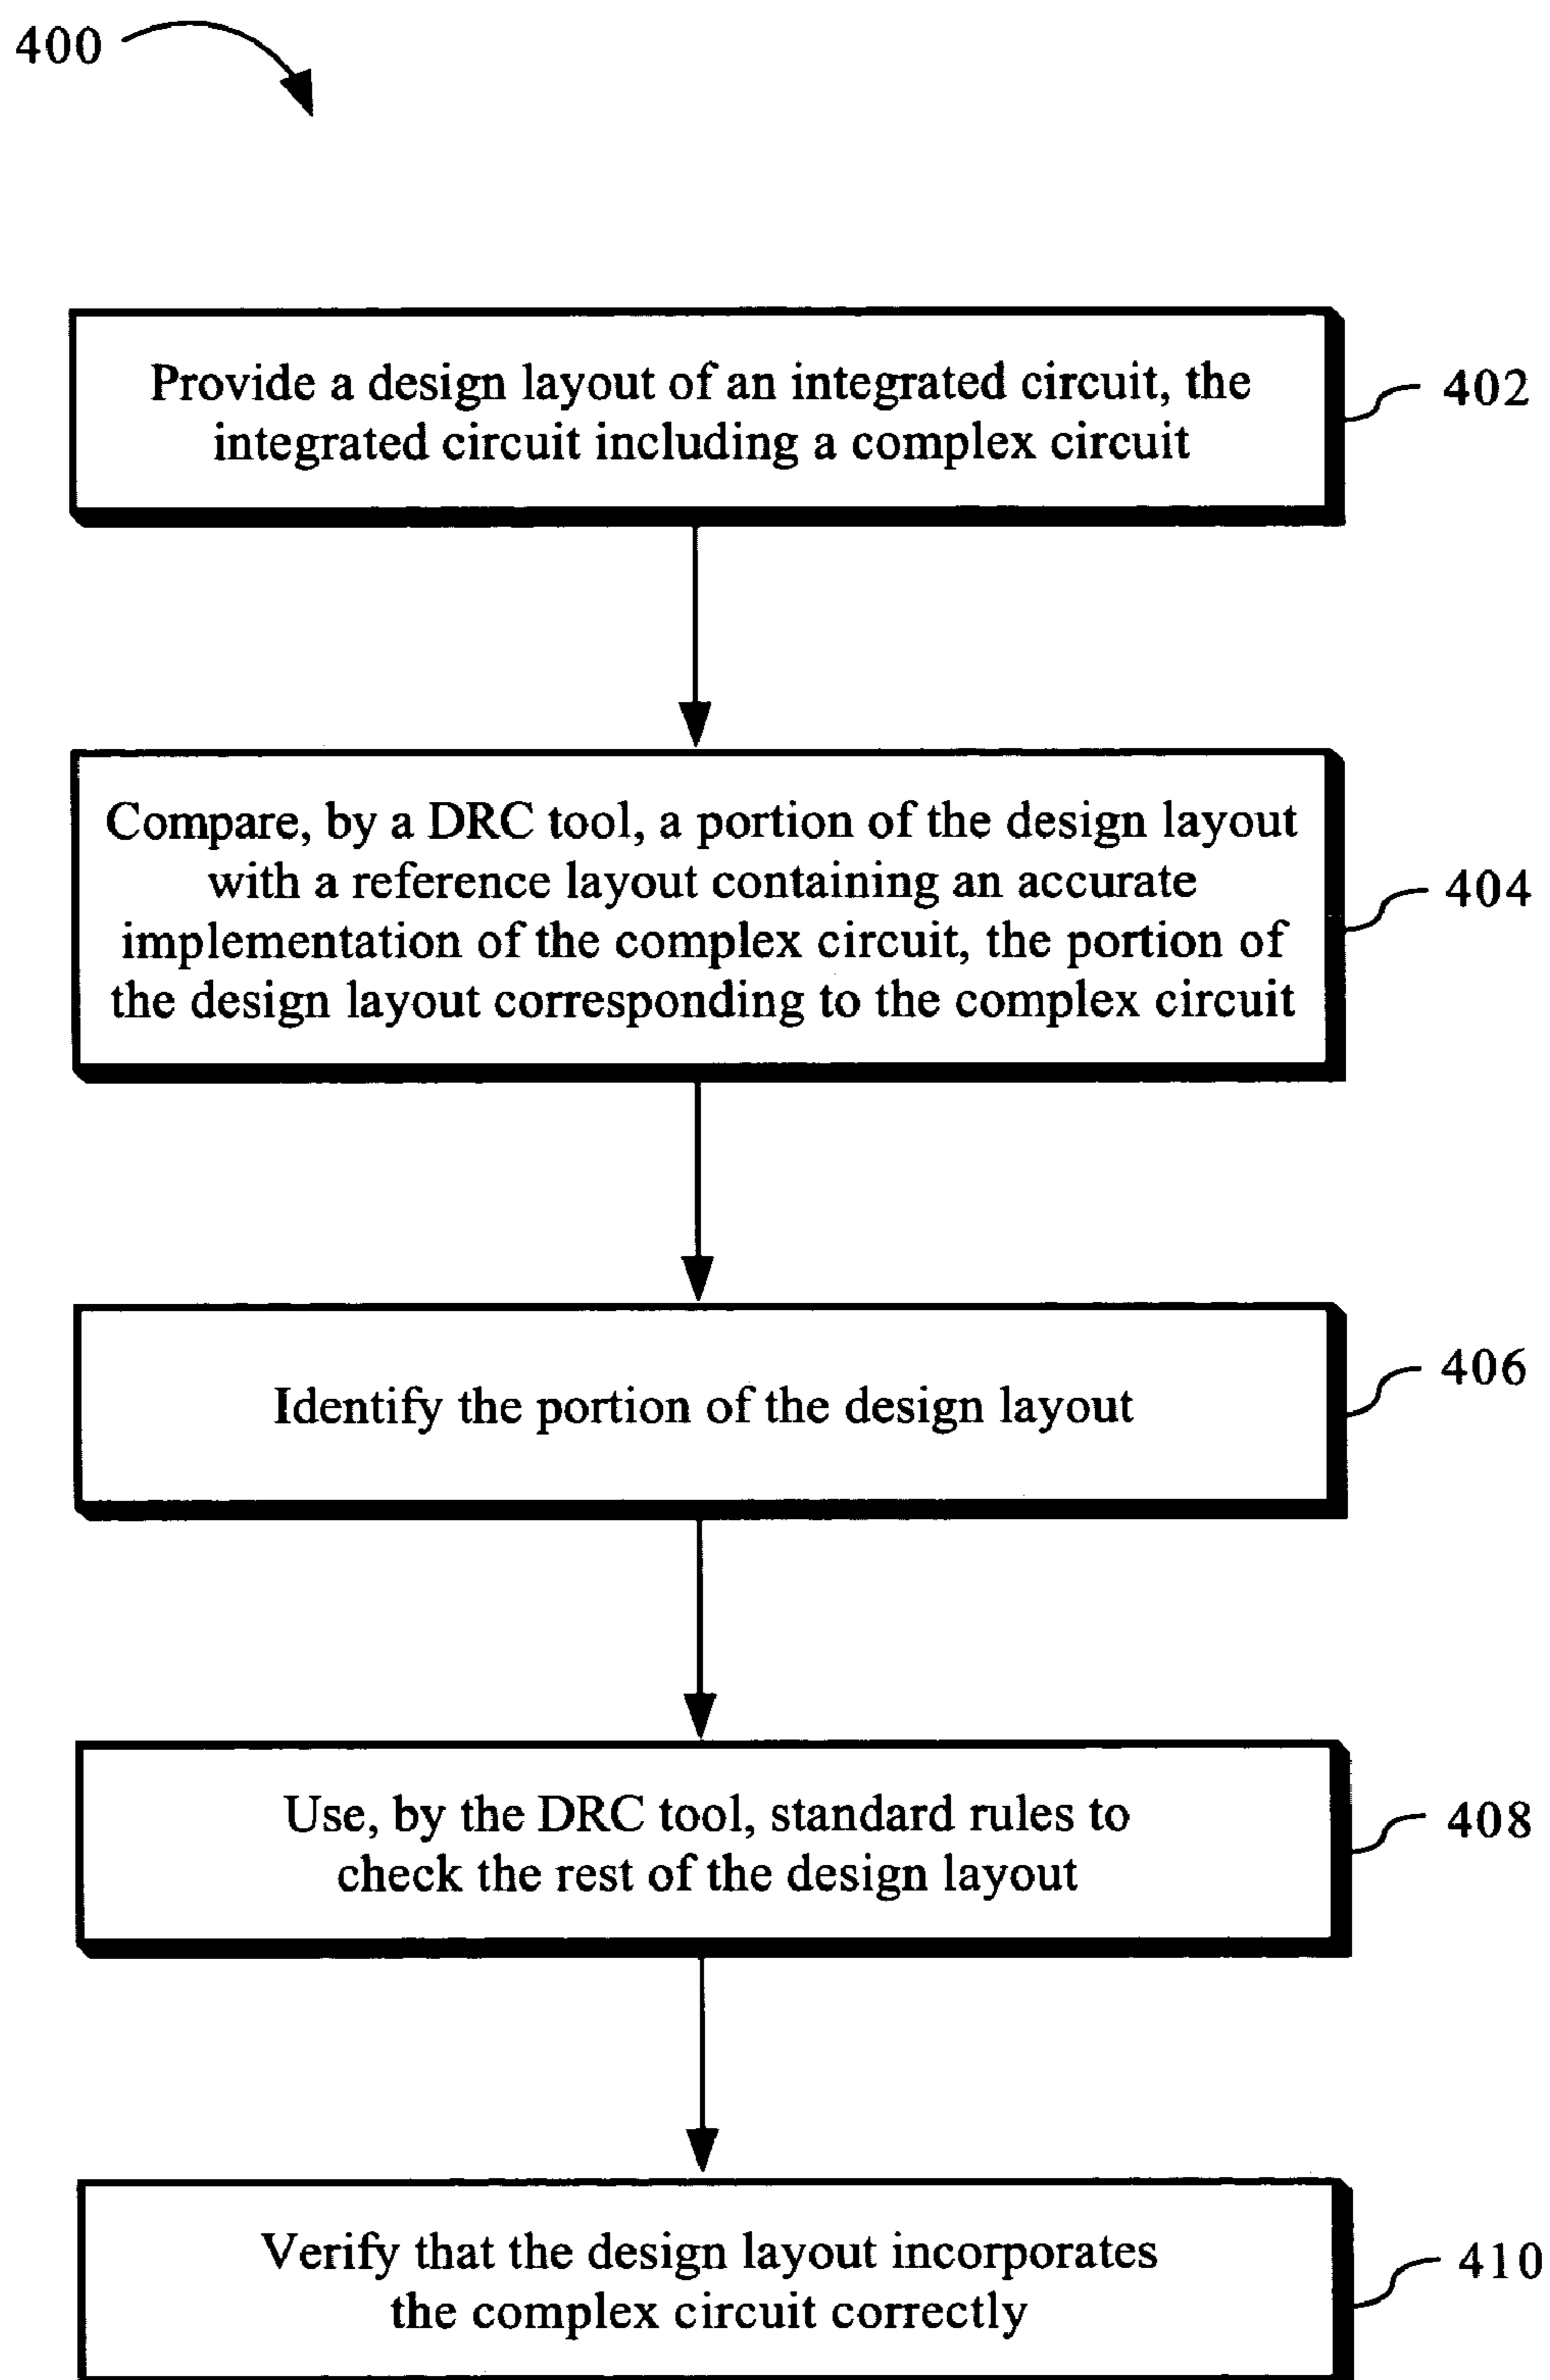 400
Provide a design layout of an integrated circuit, the
integrated circuit including a complex circuit
402
Compare, by a DRC tool, a portion of the design layout
with a reference layout containing an accurate
implementation of the complex circuit, the portion of
the design layout corresponding to the complex circuit
404
Identify the portion of the design layout
406
Use, by the DRC tool, standard rules to
check the rest of the design layout
408
Verify that the design layout incorporates
the complex circuit correctly
410